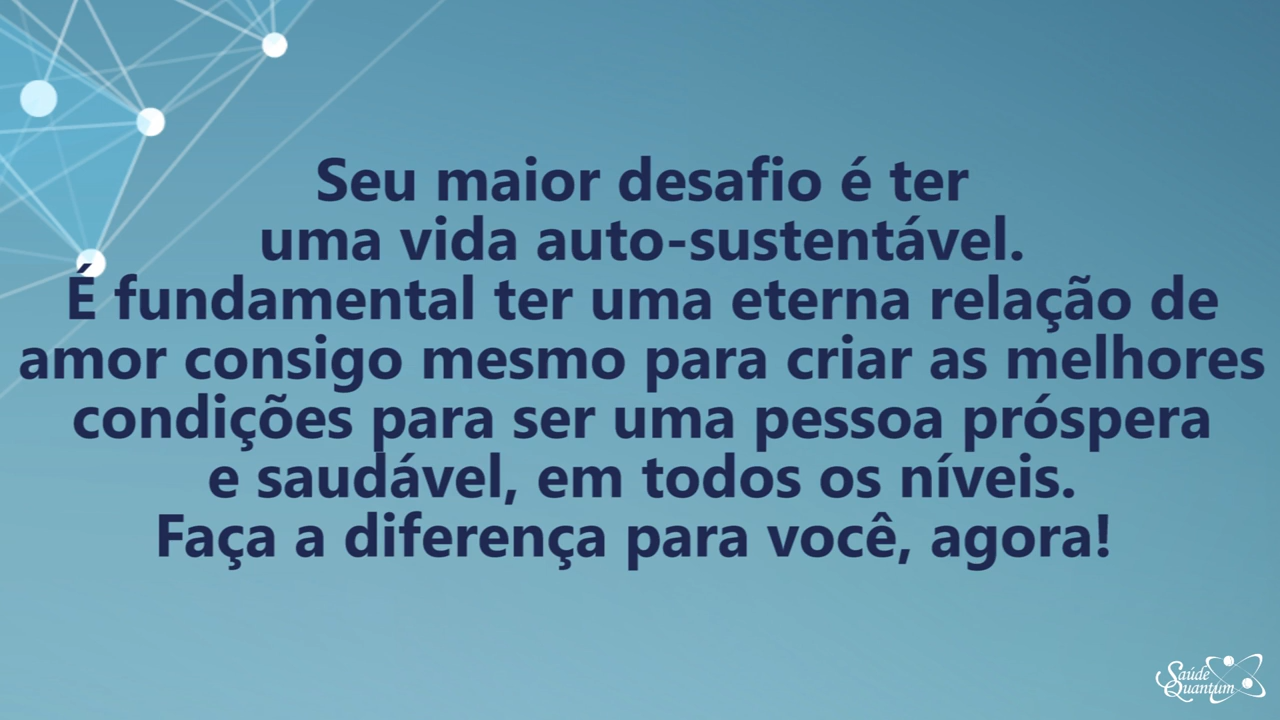 Seu maior desafio é ter
uma vida auto-sustentável.
É fundamental ter uma eterna relação de
amor consigo mesmo para criar as melhores
condições para ser uma pessoa próspera
e saudável, em todos os níveis.
Faça a diferença para você, agora!
Saúde
Quantum